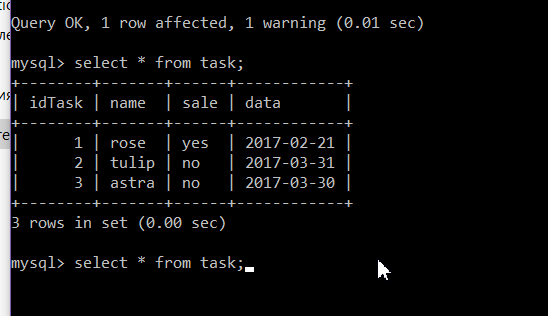 Query OK, 1 row affected, 1 warning (0.01 sec)
mysql> select * from task;
+--------+-------+------+------------+
| idTask | name  | sale | data       |
+--------+-------+------+------------+
|      1 | rose  | yes  | 2017-02-21 |
|      2 | tulip | no   | 2017-03-31 |
|      3 | astra | no   | 2017-03-30 |
+--------+-------+------+------------+
3 rows in set (0.00 sec)
mysql> select * from task;